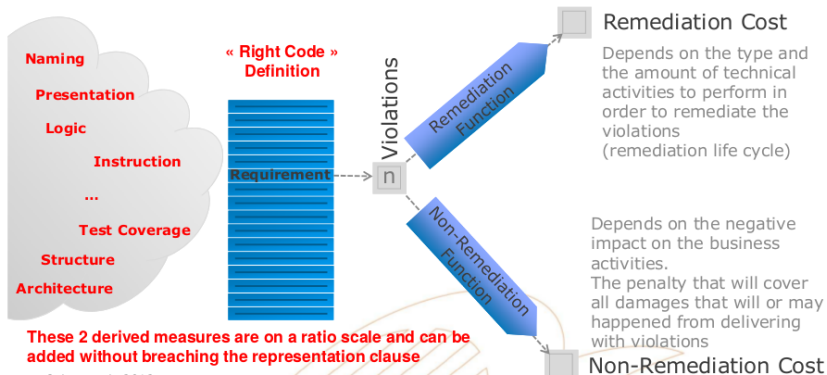 Naming
Presentation
Logic
Instruction
...
Test Coverage
Structure
Architecture
« Right Code »
Definition
Requirement
Violations
n
Remediation
Function
Non-Remediation
Function
Remediation Cost
Depends on the type and
the amount of technical
activities to perform in
order to remediate the
violations
(remediation life cycle)
Depends on the negative
impact on the business
activities.
The penalty that will cover
all damages that will or may
happened from delivering
with violations
Non-Remediation Cost
These 2 derived measures are on a ratio scale and can be
added without breaching the representation clause